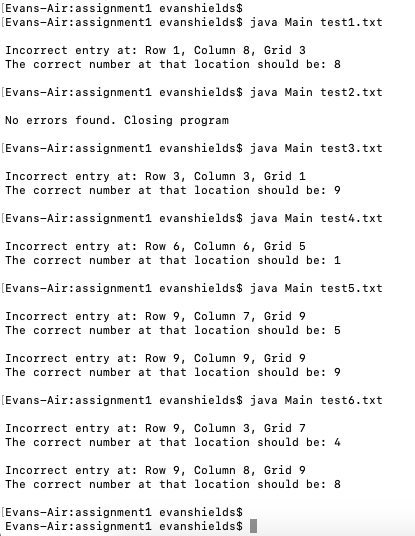 [Evans-Air:assignment1 evanshields$
[Evans-Air:assignment1 evanshields$ java Main test1.txt
Incorrect entry at: Row 1, Column 8, Grid 3
The correct number at that location should be: 8
[Evans-Air:assignment1 evanshields$ java Main test2.txt
No errors found. Closing program
[Evans-Air:assignment1 evanshields$ java Main test3.txt
Incorrect entry at: Row 3, Column 3, Grid 1
The correct number at that location should be: 9
[Evans-Air:assignment1 evanshields$ java Main test4.txt
Incorrect entry at: Row 6, Column 6, Grid 5
The correct number at that location should be: 1
[Evans-Air:assignment1 evanshields$ java Main test5.txt
Incorrect entry at: Row 9, Column 7, Grid 9
The correct number at that location should be: 5
Incorrect entry at: Row 9, Column 9, Grid 9
The correct number at that location should be: 9
[Evans-Air:assignment1 evanshields$ java Main test6.txt
Incorrect entry at: Row 9, Column 3, Grid 7
The correct number at that location should be: 4
Incorrect entry at: Row 9, Column 8, Grid 9
The correct number at that location should be: 8
[Evans-Air:assignment1 evanshields$
Evans-Air:assignment1 evanshields$